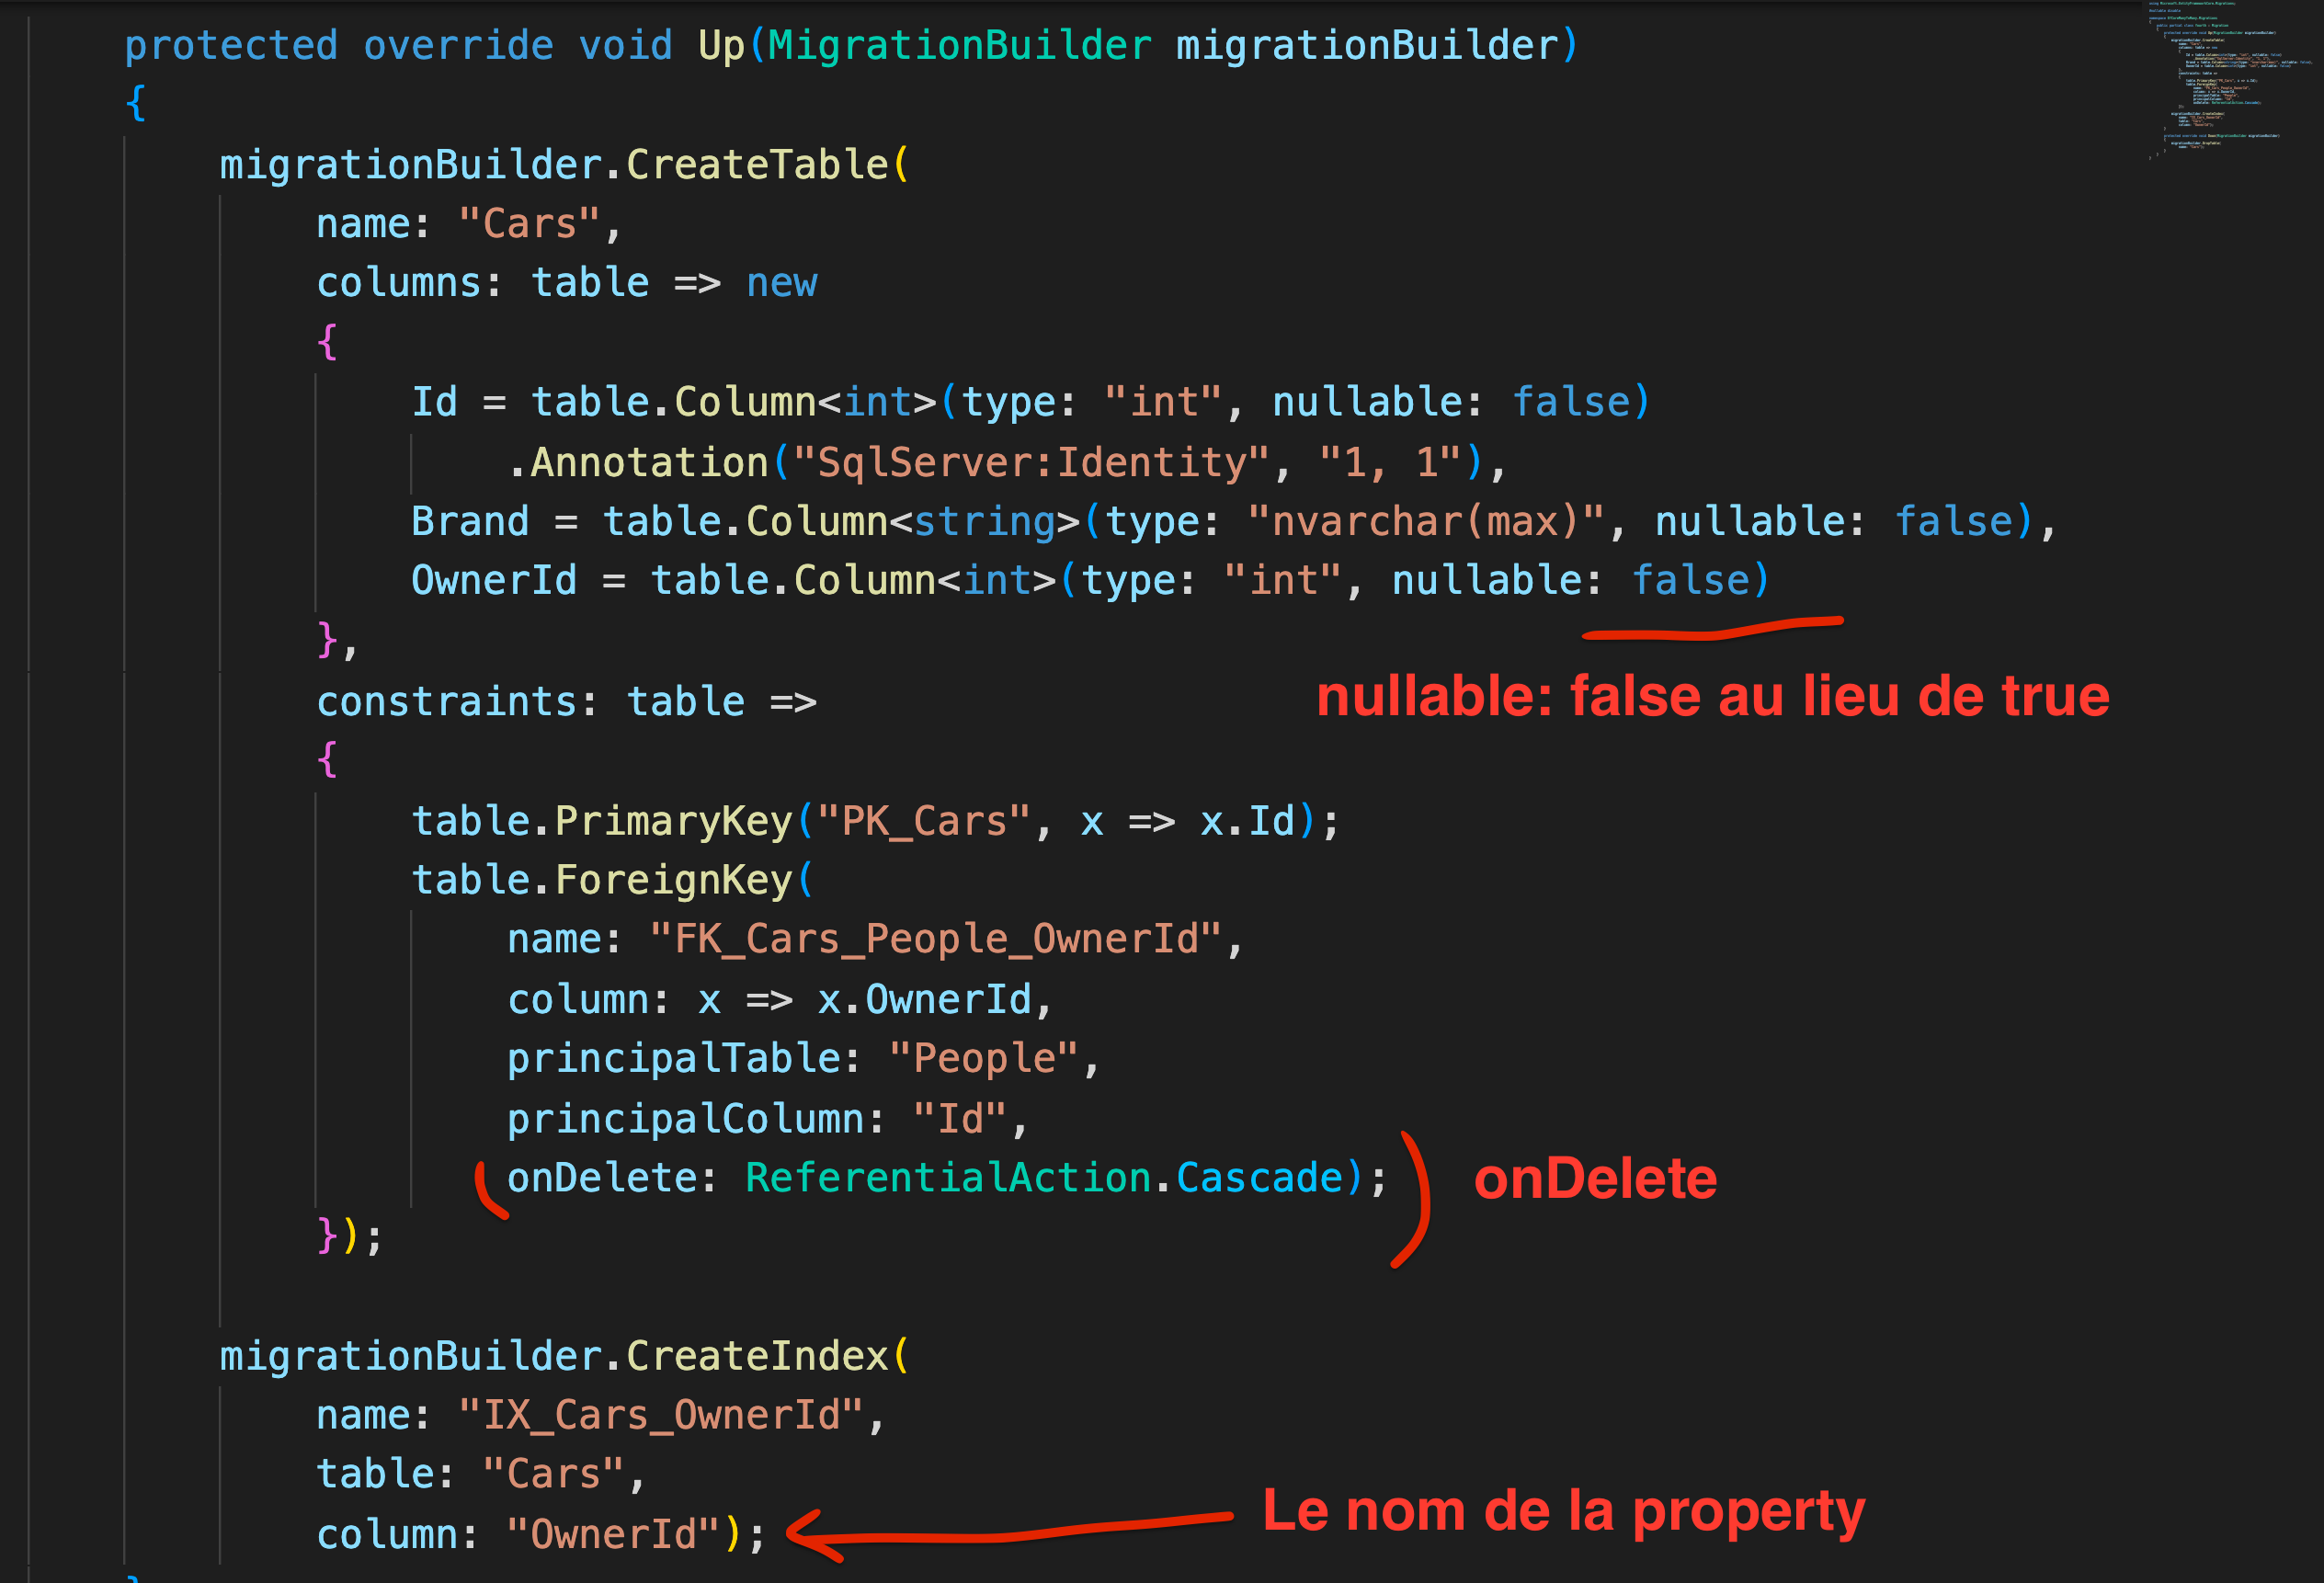 protected override void Up(MigrationBuilder migrationBuilder)
{
migrationBuilder.CreateTable(
name: "Cars",
columns: table => new
{
Id = table.Column<int>(type: "int", nullable: false)
.Annotation("SqlServer:Identity", "1, 1"),
Brand = table.Column<string>(type: "nvarchar(max)", nullable: false),
OwnerId = table.Column<int>(type: "int", nullable: false)
},
nullable: false au lieu de true
constraints: table =>
{
table.PrimaryKey("PK_Cars", x => x.Id);
table.ForeignKey(
name: "FK_Cars_People_OwnerId",
column: x => x.OwnerId,
principalTable: "People",
principalColumn: "Id",
onDelete: ReferentialAction.Cascade);
onDelete
});
migrationBuilder.CreateIndex(
name: "IX_Cars_OwnerId",
table: "Cars",
column: "OwnerId");
Le nom de la property
}